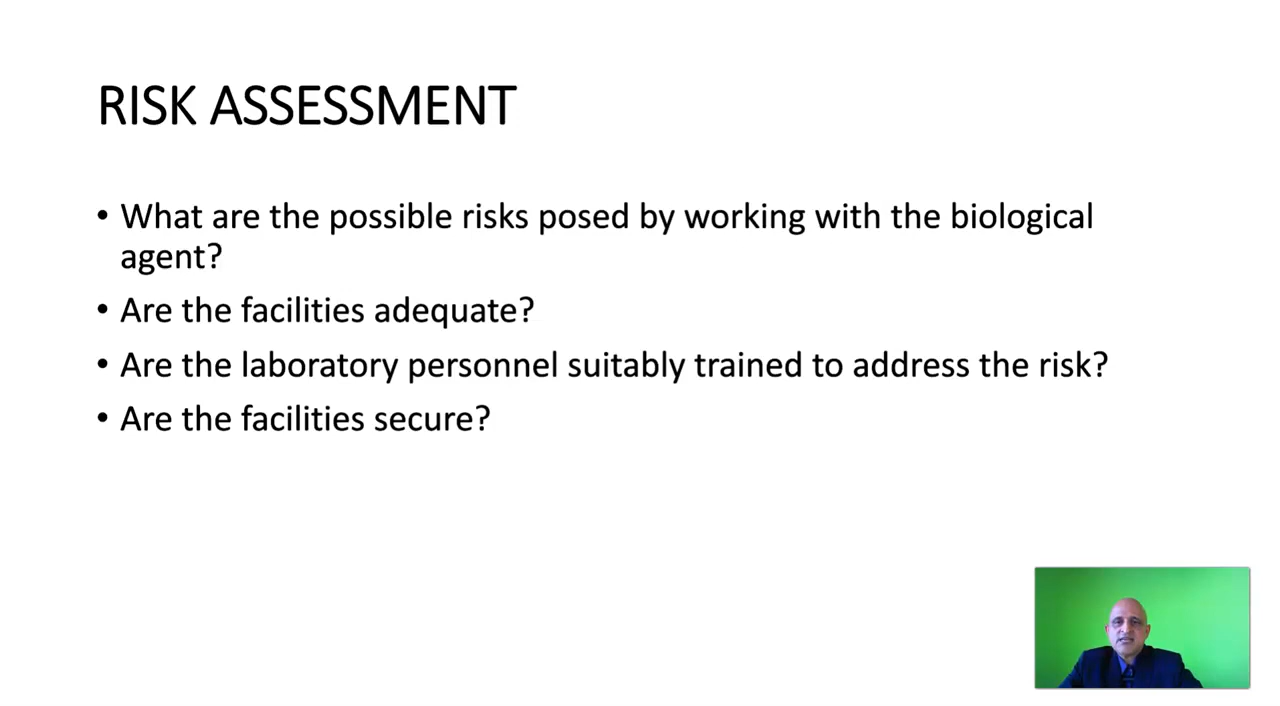 RISK ASSESSMENT
• What are the possible risks posed by working with the biological
agent?
• Are the facilities adequate?
• Are the laboratory personnel suitably trained to address the risk?
• Are the facilities secure?